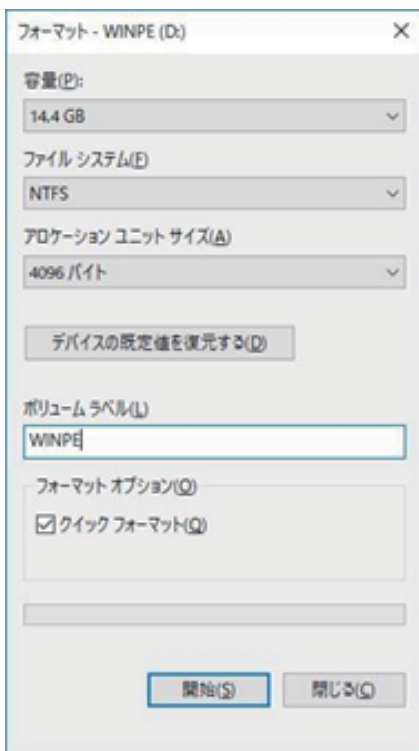 フォーマット - WINPE (D:)
容量(P):
14.4 GB
ファイル システム(F)
NTFS
アロケーション ユニット サイズ(A)
4096 バイト
デバイスの既定値を復元する(D)
ボリューム ラベル(L)
WINPE
フォーマット オプション(O)
クイック フォーマット(Q)
開始(S)
閉じる(C)